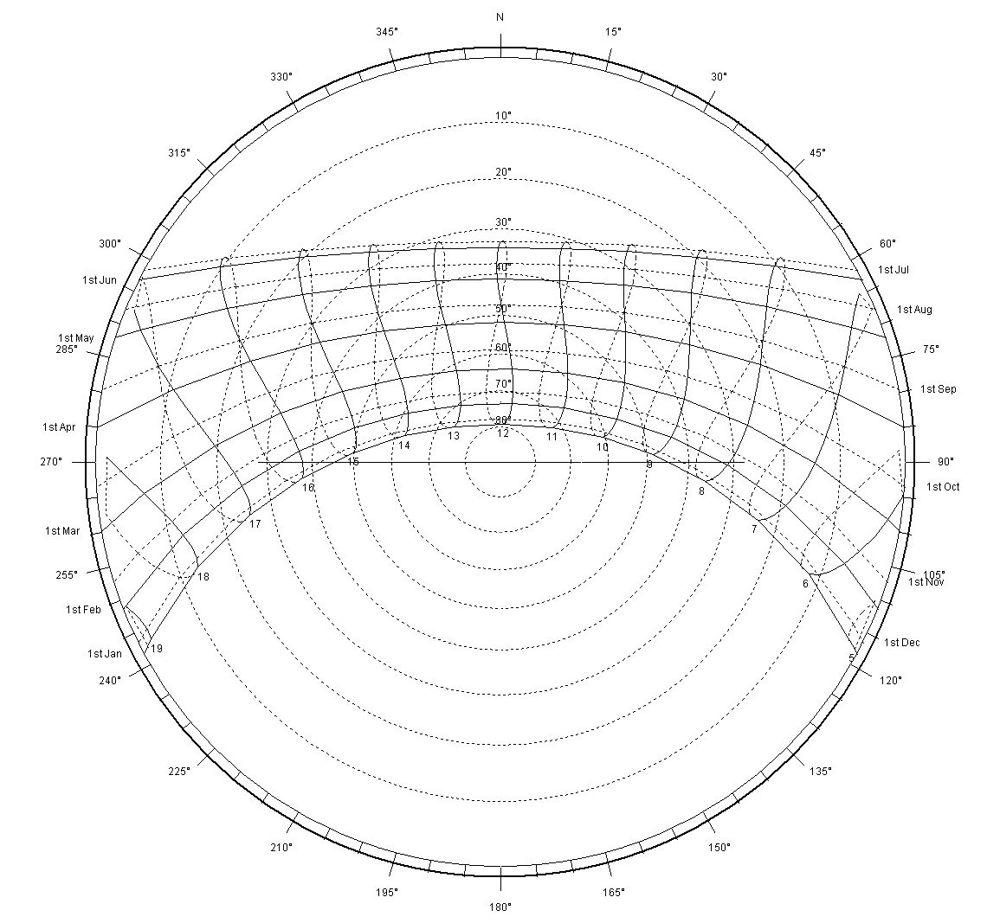 N
345° 15°
330° 30°
10°
315° 45°
20°
30°
300° 60°
40°
1st Jul
1st Jun
50°
1st Aug
1st May
285° 60° 75°
70°
1st Sep
80°
1st Apr
15 14 13 12 11 10 9
270° 90°
16 8
1st Oct
17 7
1st Mar
255° 18 6 105°
1st Nov
1st Feb
19 5
1st Jan 1st Dec
240° 120°
225° 135°
210° 150°
195° 165°
180°